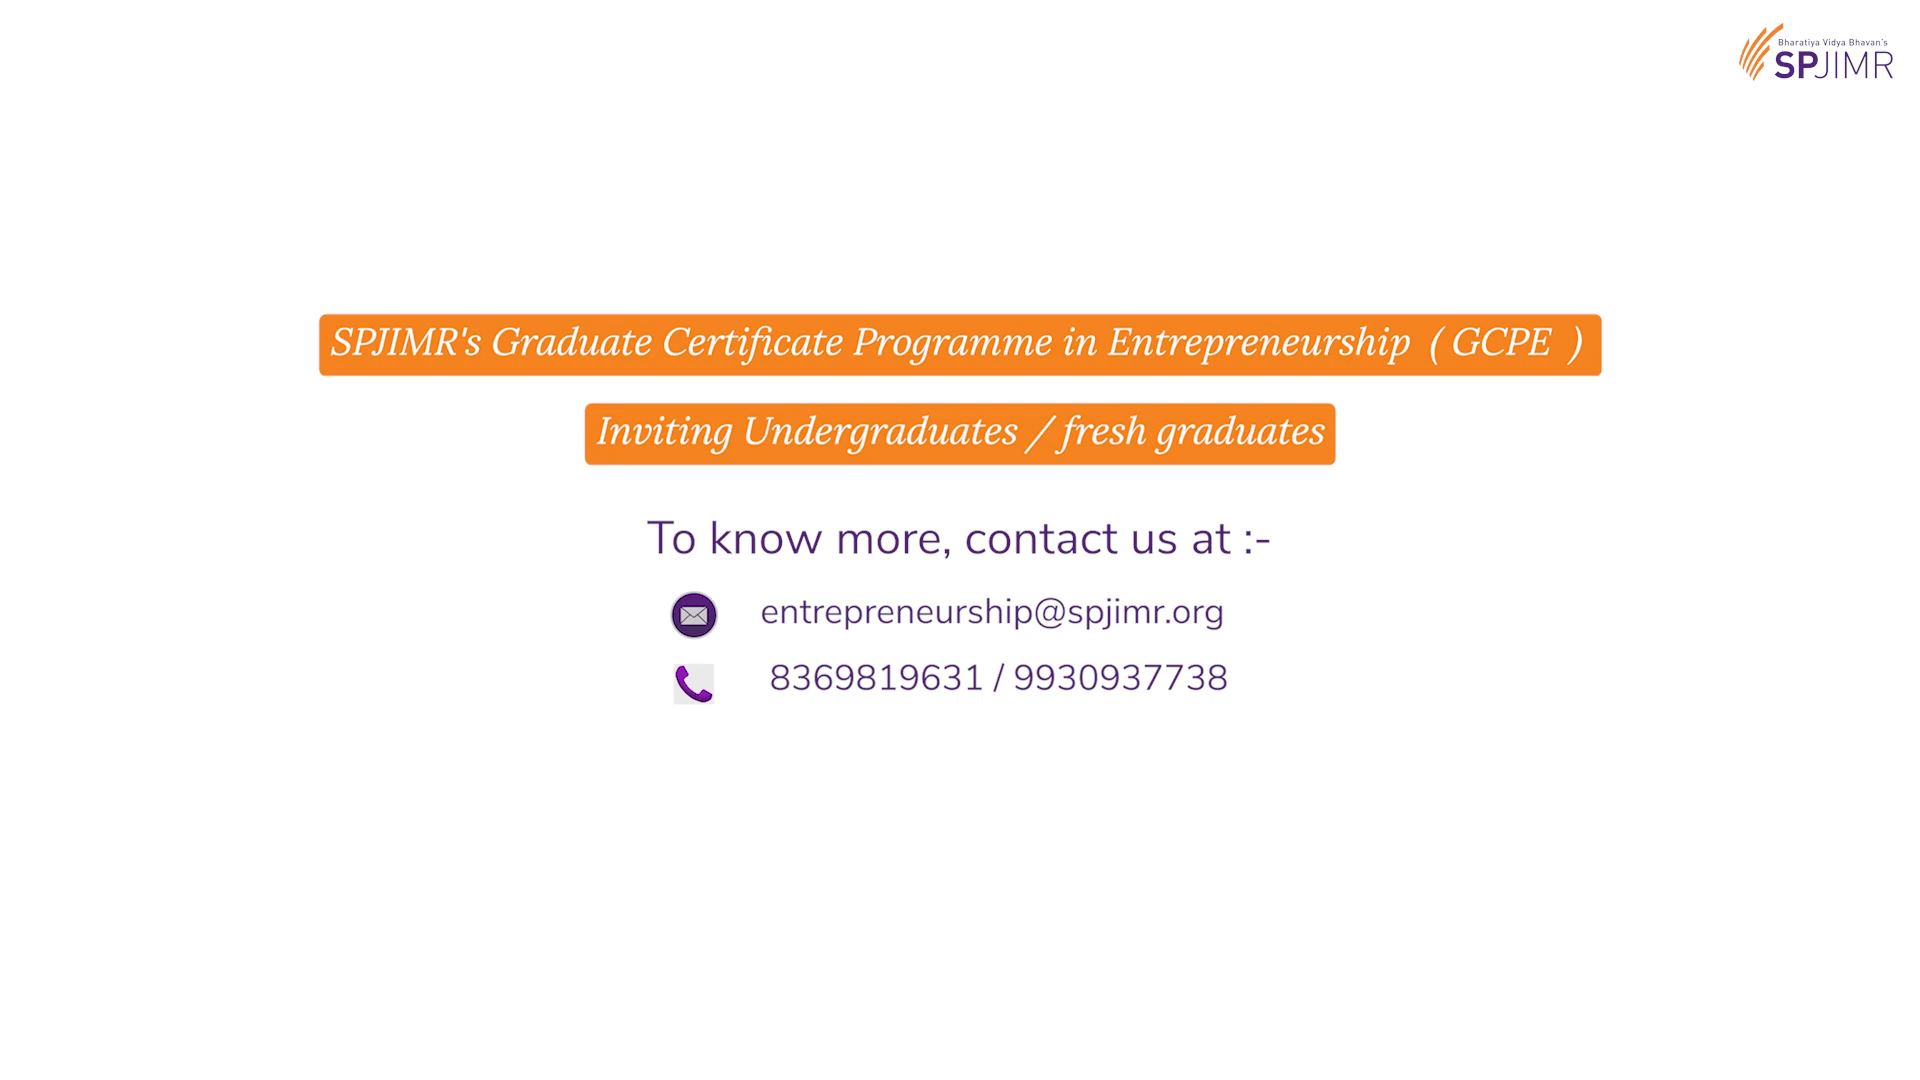 Bharatiya Vidya Bhavan's
SPJIMR
SPJIMR's Graduate Certificate Programme in Entrepreneurship ( GCPE )
Inviting Undergraduates / fresh graduates
To know more, contact us at :-
entrepreneurship@spjimr.org
8369819631 / 9930937738